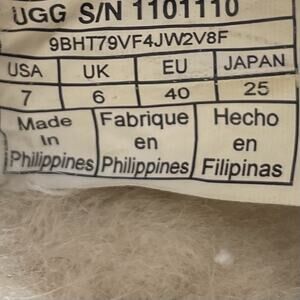 UGG S/N 1101110
9BHT79VF4JW2V8F
USA UK EU JAPAN
7 6 40 25
Made Fabrique Hecho
in en en
Philippines Philippines Filipinas